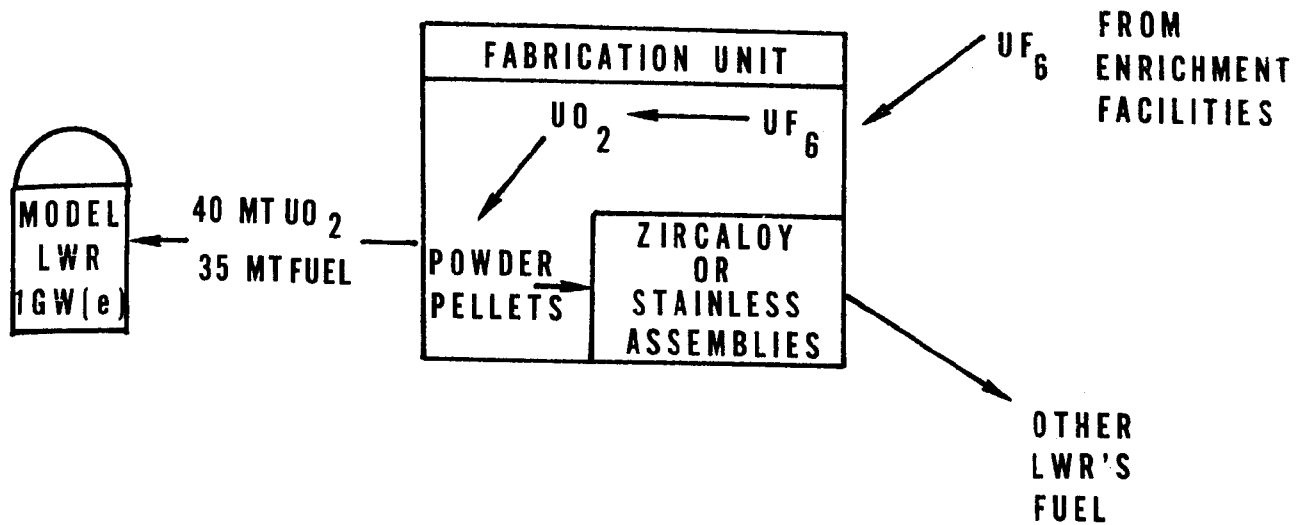 FABRICATION UNIT
UF6 FROM
ENRICHMENT
FACILITIES
UO2 UF6
MODEL
LWR
1GW(e)
40 MT UO2
35 MT FUEL
POWDER
PELLETS
ZIRCALOY
OR
STAINLESS
ASSEMBLIES
OTHER
LWR'S
FUEL